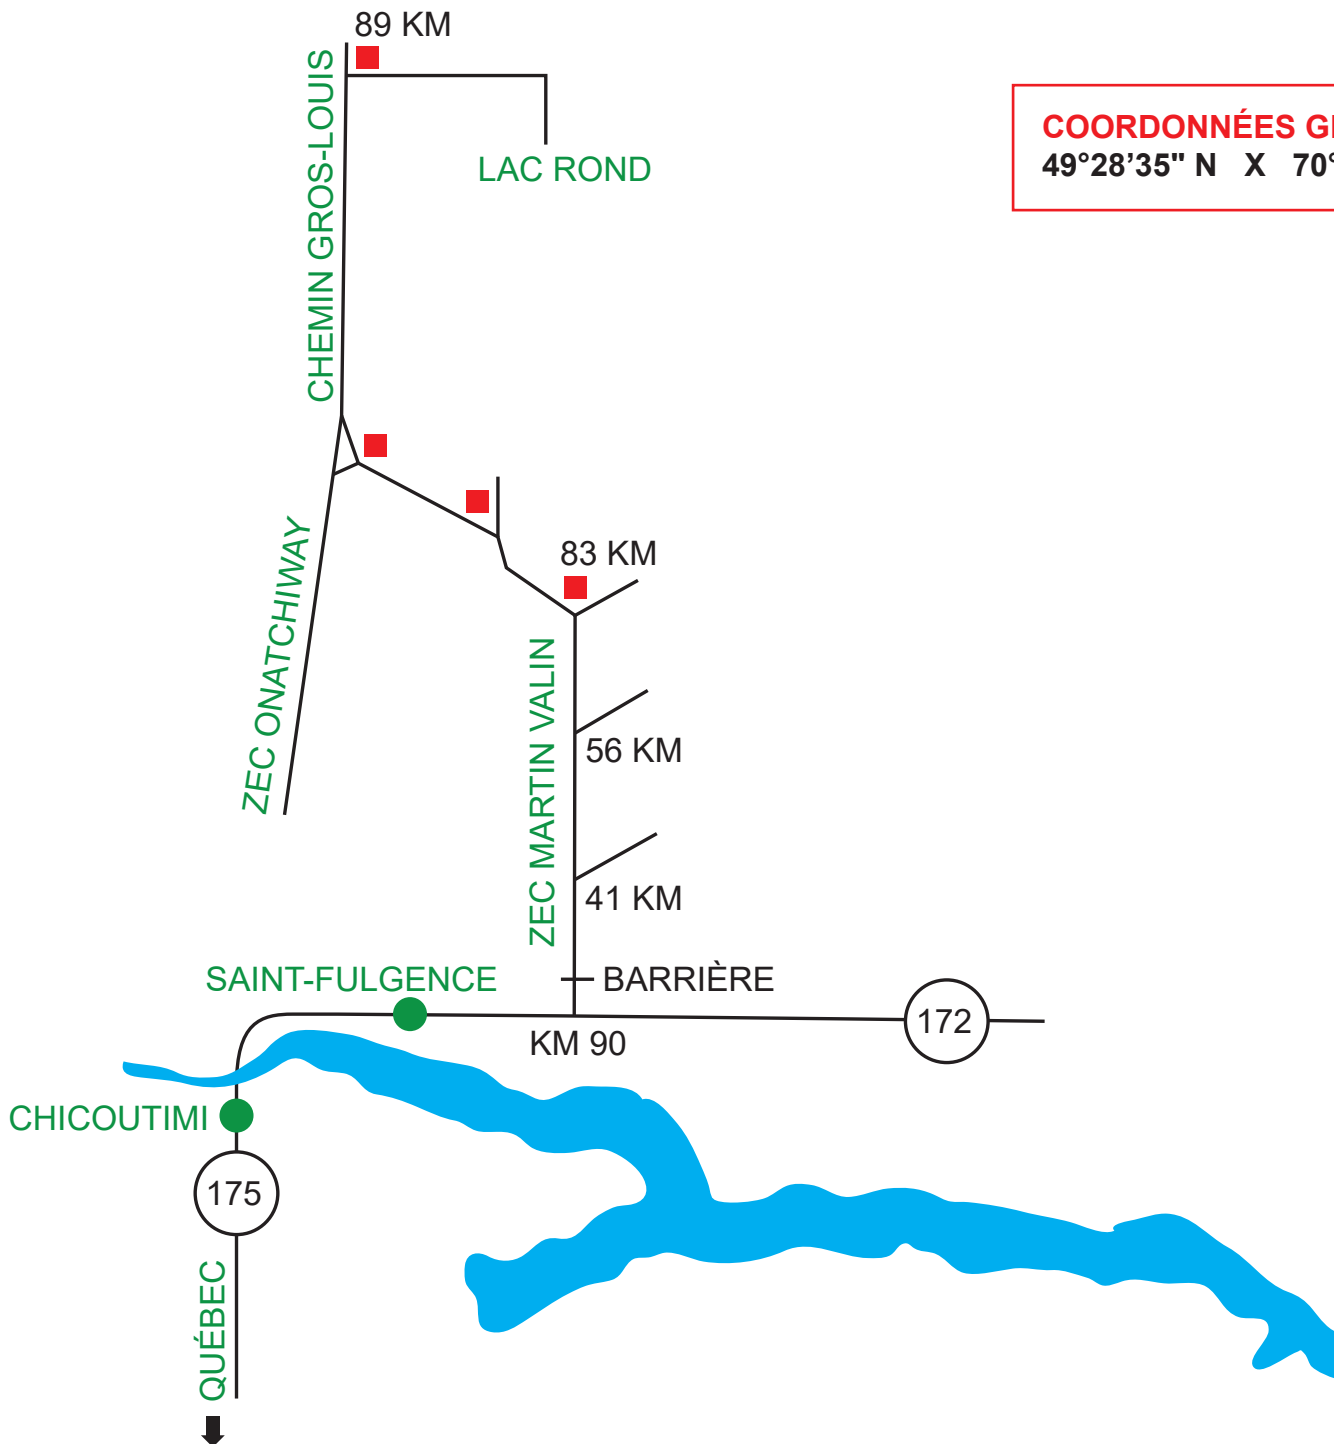 89 KM
CHEMIN GROS-LOUIS
LAC ROND
COORDONNÉES
49°28'35" N X 70°
83 KM
ZEC ONATCHIWAY
ZEC MARTIN VALIN
56 KM
41 KM
SAINT-FULGENCE
BARRIÈRE
172
KM 90
CHICOUTIMI
175
QUÉBEC